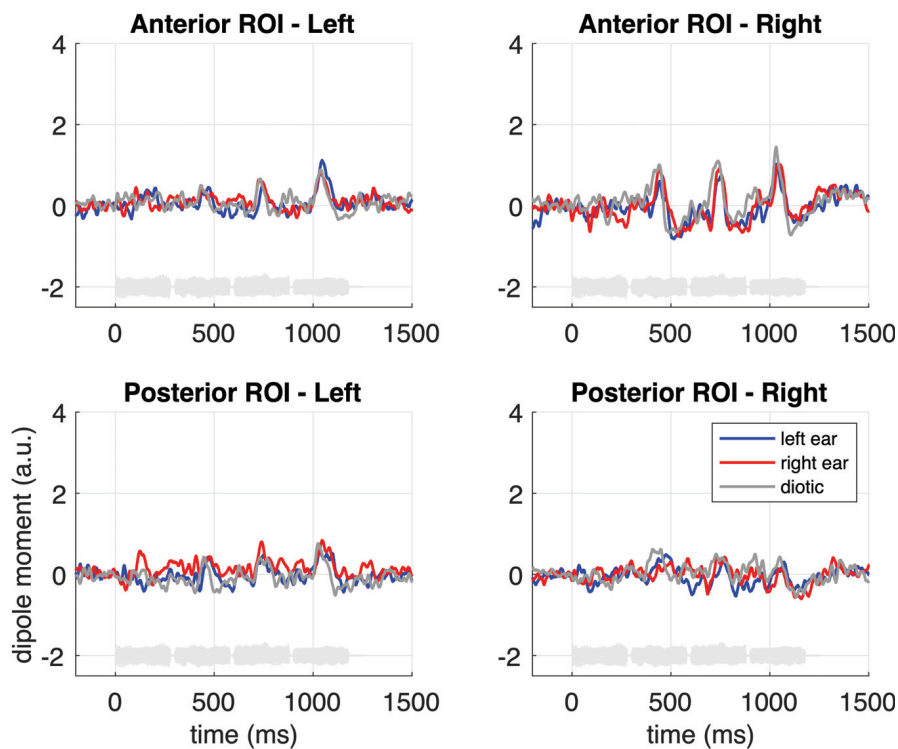 Anterior ROI - Left
4
2
0
-2
0 500 1000 1500
Anterior ROI - Right
4
2
0
-2
0 500 1000 1500
Posterior ROI - Left
dipole moment (a.u.)
4
2
0
-2
0 500 1000 1500
time (ms)
Posterior ROI - Right
left ear
right ear
diotic
4
2
0
-2
0 500 1000 1500
time (ms)